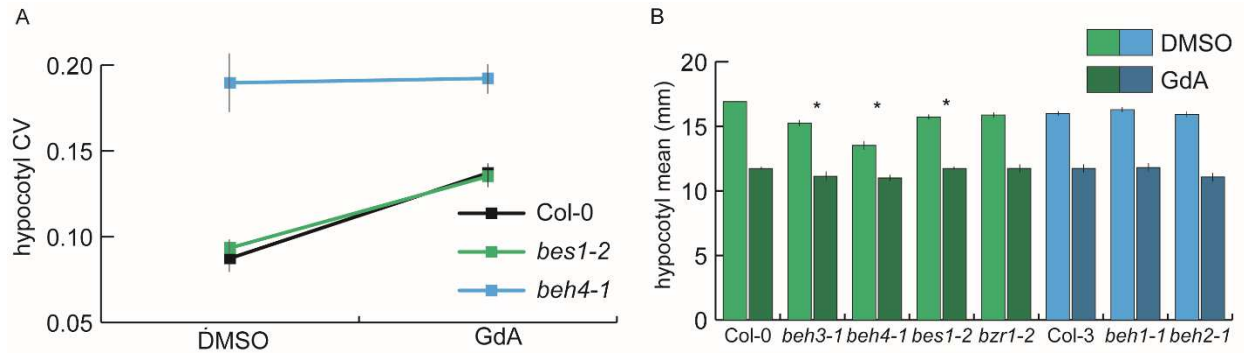 A
hypocotyl CV
0.20
0.15
0.10
0.05
DMSO
GdA
Col-0
bes1-2
beh4-1
B
DMSO
GdA
hypocotyl mean (mm)
20
15
10
5
0
* * *
Col-0 beh3-1 beh4-1 bes1-2 bzr1-2 Col-3 beh1-1 beh2-1